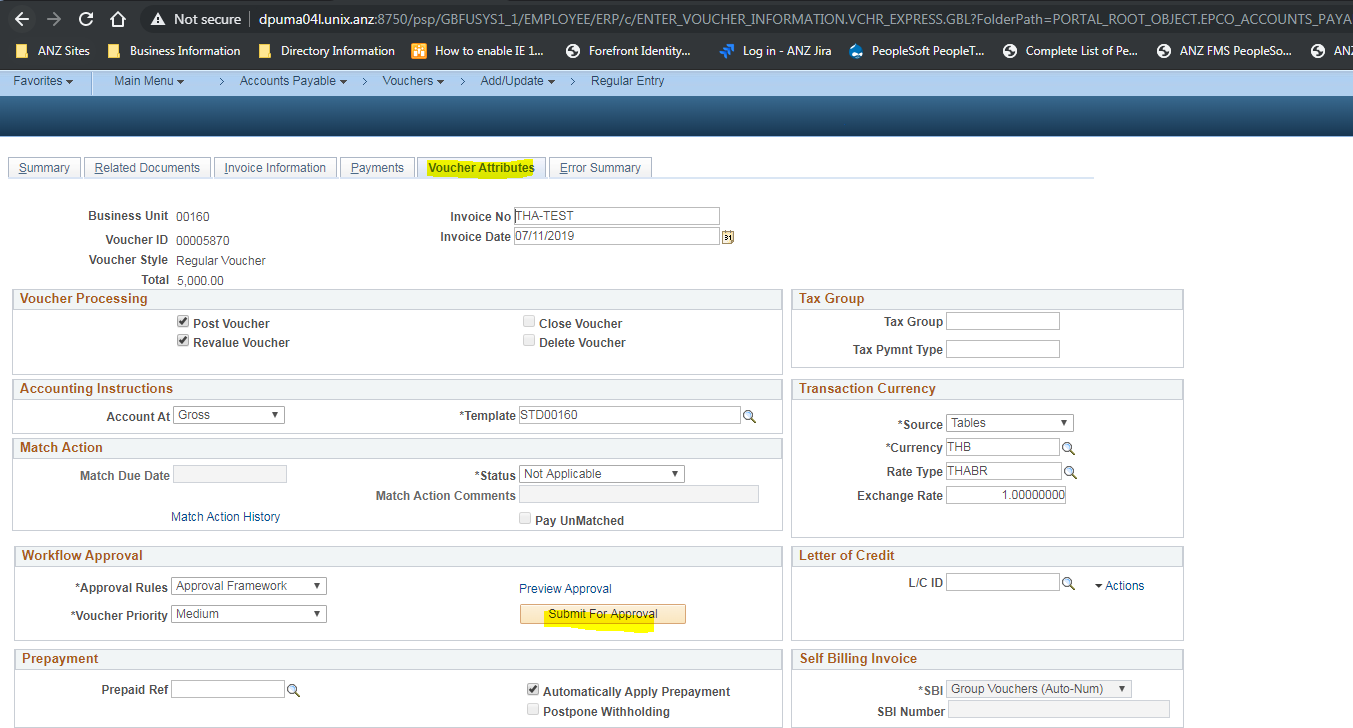 Not secure | dpuma04l.unix.anz:8750/psp/GBFUSYS1_1/EMPLOYEE/ERP/c/ENTER_VOUCHER_INFORMATION.VCHR_EXPRESS.GBL?FolderPath=PORTAL_ROOT_OBJECT.EPCO_ACCOUNTS_PAYA
ANZ Sites Business Information Directory Information How to enable IE 1... Forefront Identity... Log in - ANZ Jira PeopleSoft PeopleT... Complete List of Pe... ANZ FMS PeopleSo... ANZ
Favorites Main Menu > Accounts Payable > Vouchers > Add/Update > Regular Entry
Summary Related Documents Invoice Information Payments Voucher Attributes Error Summary
Business Unit 00160 Invoice No THA-TEST
Voucher ID 00005870 Invoice Date 07/11/2019 31
Voucher Style Regular Voucher
Total 5,000.00
Voucher Processing
Post Voucher Close Voucher
Revalue Voucher Delete Voucher
Tax Group
Tax Group
Tax Pymnt Type
Accounting Instructions
Account At Gross *Template STD00160
Transaction Currency
*Source Tables
*Currency THB
Rate Type THABR
Exchange Rate 1.00000000
Match Action
Match Due Date *Status Not Applicable
Match Action Comments
Match Action History Pay UnMatched
Workflow Approval
*Approval Rules Approval Framework Preview Approval
*Voucher Priority Medium Submit For Approval
Letter of Credit
L/C ID Actions
Prepayment
Prepaid Ref Automatically Apply Prepayment
Postpone Withholding
Self Billing Invoice
*SBI Group Vouchers (Auto-Num)
SBI Number